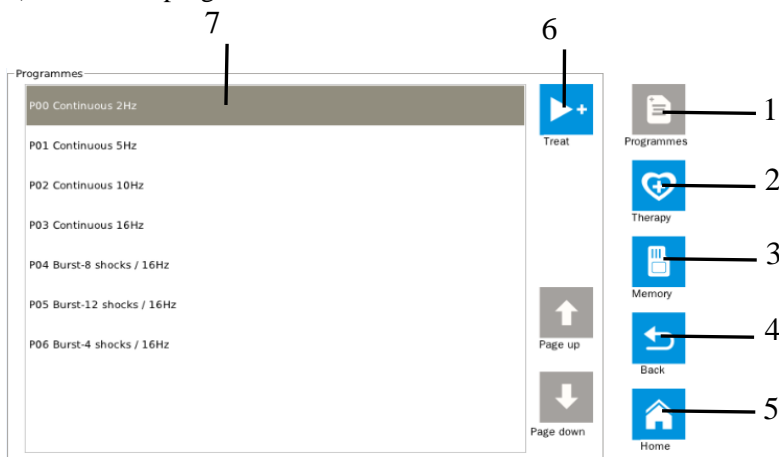 7
6
Programmes
P00 Continuous 2Hz
P01 Continuous 5Hz
P02 Continuous 10Hz
P03 Continuous 16Hz
P04 Burst-8 shocks / 16Hz
P05 Burst-12 shocks / 16Hz
P06 Burst-4 shocks / 16Hz
Treat
Page up
Page down
1
Programmes
2
Therapy
3
Memory
4
Back
5
Home